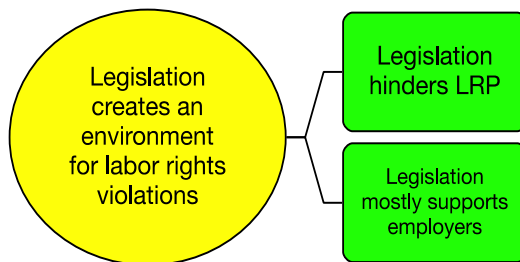 Legislation
creates an
environment
for labor rights
violations
Legislation
hinders LRP
Legislation
mostly supports
employers